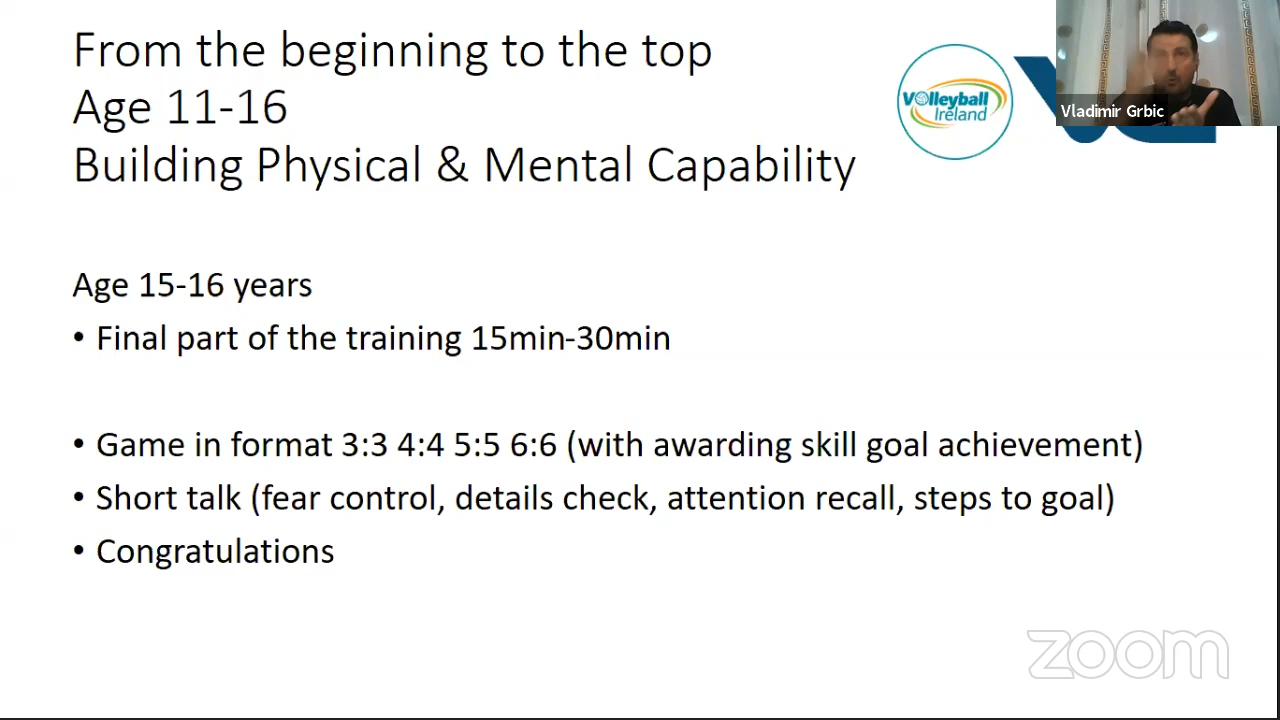 From the beginning to the top
Age 11-16
Building Physical & Mental Capability
Volleyball
Ireland
Vladimir Grbic
Age 15-16 years
• Final part of the training 15min-30min
• Game in format 3:3 4:4 5:5 6:6 (with awarding skill goal achievement)
• Short talk (fear control, details check, attention recall, steps to goal)
• Congratulations
zoom